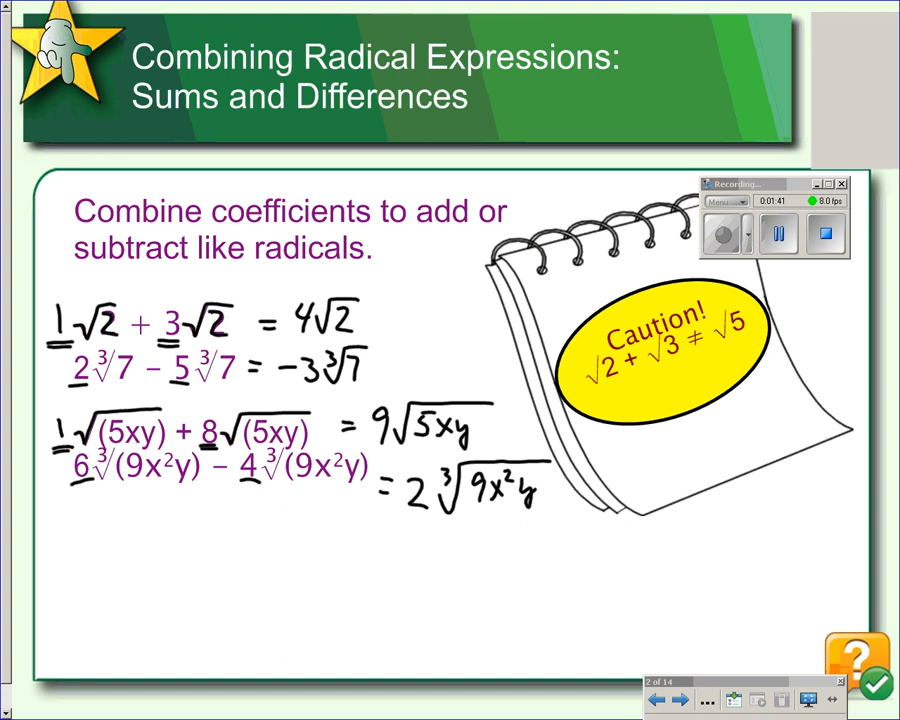 Combining Radical Expressions:
Sums and Differences
Combine coefficients to add or
subtract like radicals.
1√2 + 3√2 = 4√2
2∛7 − 5∛7 = −3∛7
1√(5xy) + 8√(5xy) = 9√5xy
6∛(9x²y) − 4∛(9x²y)
= 2∛9x²y
Recording...
Menu
0:01:41
8.0 fps
Caution!
√2 + √3 ≠ √5
?
2 of 14
...